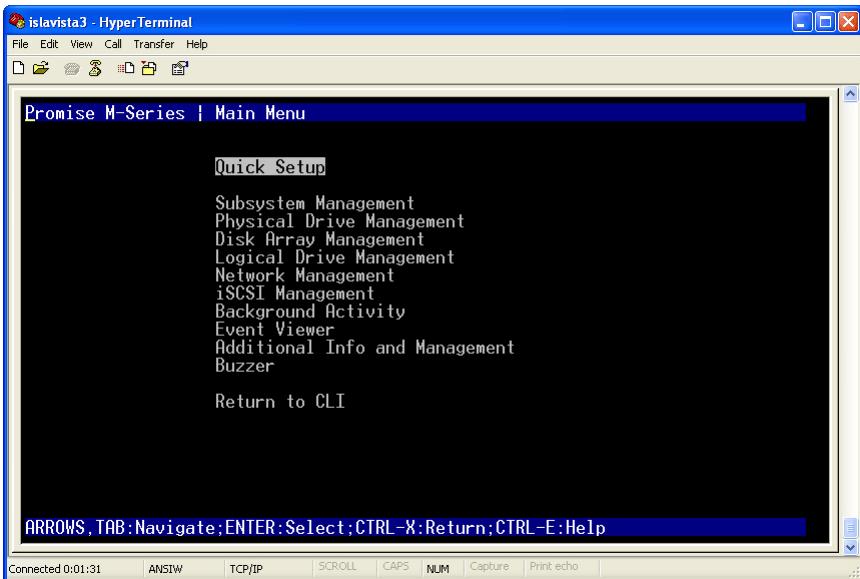 islavista3 - HyperTerminal
File Edit View Call Transfer Help
Promise M-Series | Main Menu
Quick Setup
Subsystem Management
Physical Drive Management
Disk Array Management
Logical Drive Management
Network Management
iSCSI Management
Background Activity
Event Viewer
Additional Info and Management
Buzzer
Return to CLI
ARROWS,TAB:Navigate;ENTER:Select;CTRL-X:Return;CTRL-E:Help
Connected 0:01:31 ANSIW TCP/IP SCROLL CAPS NUM Capture Print echo